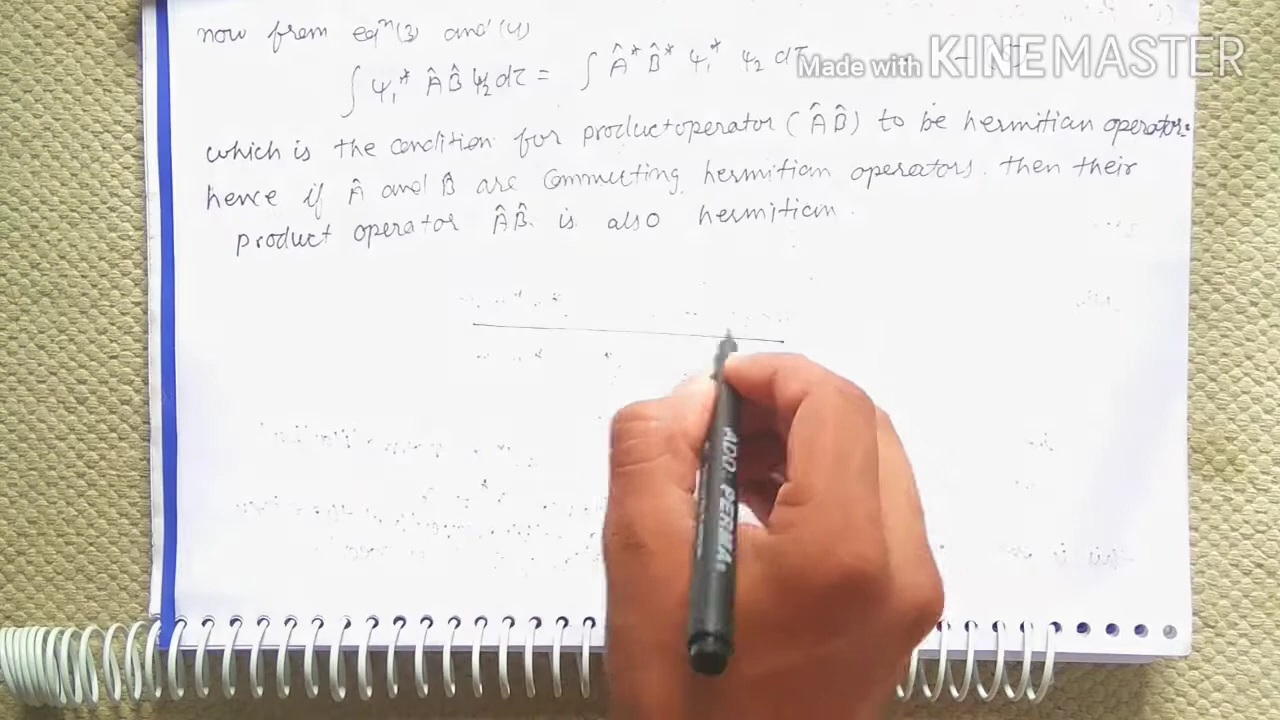 now from eqⁿ(3) and (4)
∫ ψ₁* Â B̂ ψ₂ dτ = ∫ Â* B̂* ψ₁* ψ₂ dτ
Made with KINEMASTER
which is the condition for product operator (ÂB̂) to be hermitian operator.
hence if Â and B̂ are commuting hermitian operators. then their
product operator ÂB̂ is also hermitian.
ADD PERMA.